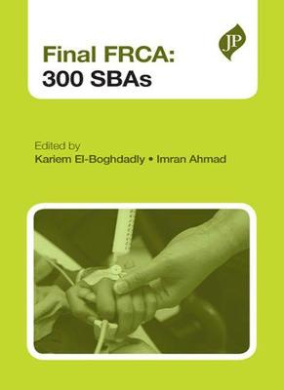 JP
Final FRCA:
300 SBAs
Edited by
Kariem El-Boghdadly • Imran Ahmad